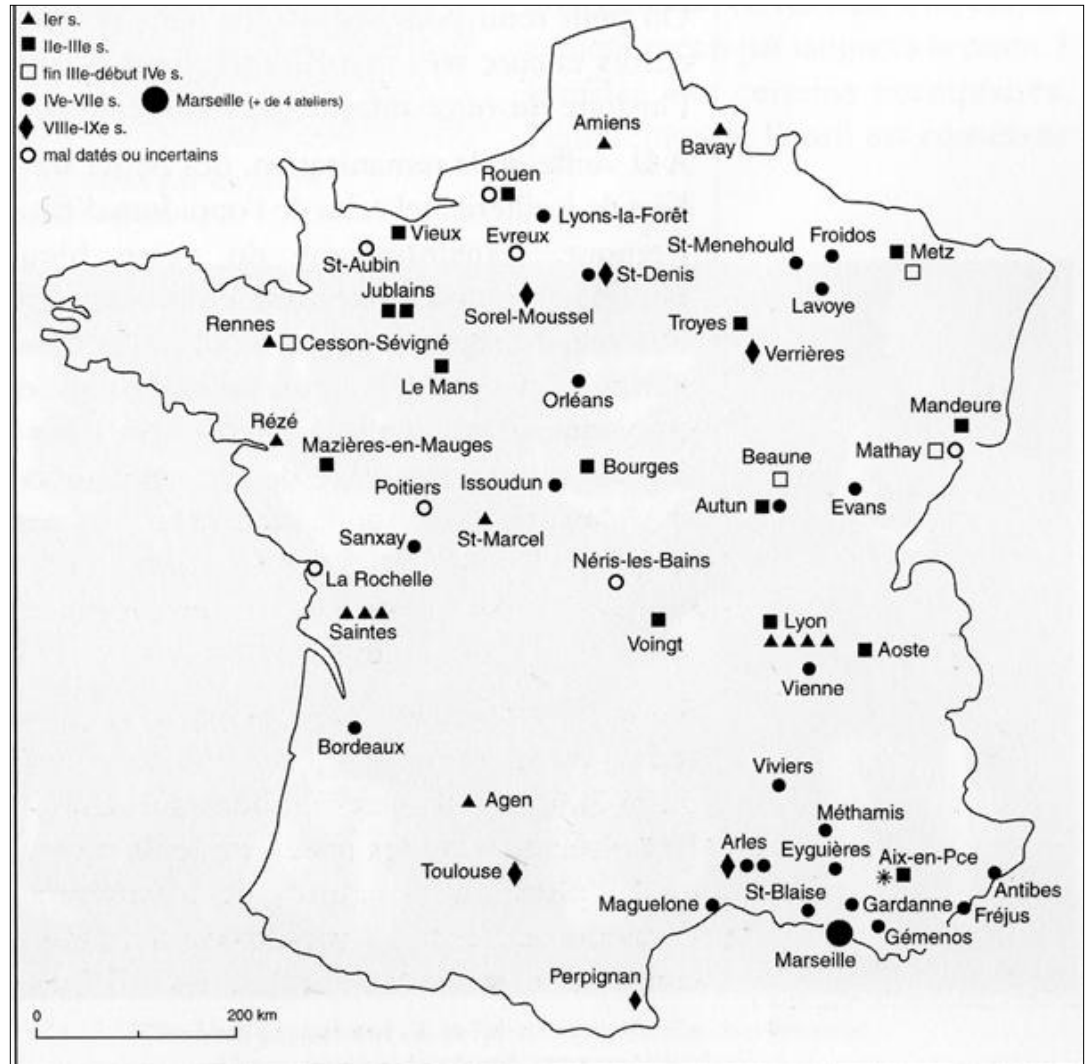 Ier s.
IIe-IIIe s.
fin IIIe-début IVe s.
IVe-VIIe s.
Marseille (+ de 4 ateliers)
VIIIe-IXe s.
mal datés ou incertains
Amiens
Bavay
Rouen
Lyons-la-Forêt
Vieux
Evreux
St-Aubin
St-Denis
St-Menehould
Froidos
Metz
Lavoye
Jublains
Sorel-Moussel
Rennes
Cesson-Sévigné
Troyes
Verrières
Le Mans
Orléans
Mandeure
Rézé
Mazières-en-Mauges
Bourges
Beaune
Mathay
Issoudun
Poitiers
Autun
Evans
St-Marcel
Sanxay
Néris-les-Bains
La Rochelle
Saintes
Voingt
Lyon
Aoste
Vienne
Bordeaux
Viviers
Agen
Méthamis
Arles
Eyguières
Aix-en-Pce
Toulouse
Antibes
St-Blaise
Maguelone
Gardanne
Fréjus
Gémenos
Marseille
Perpignan
0
200 km